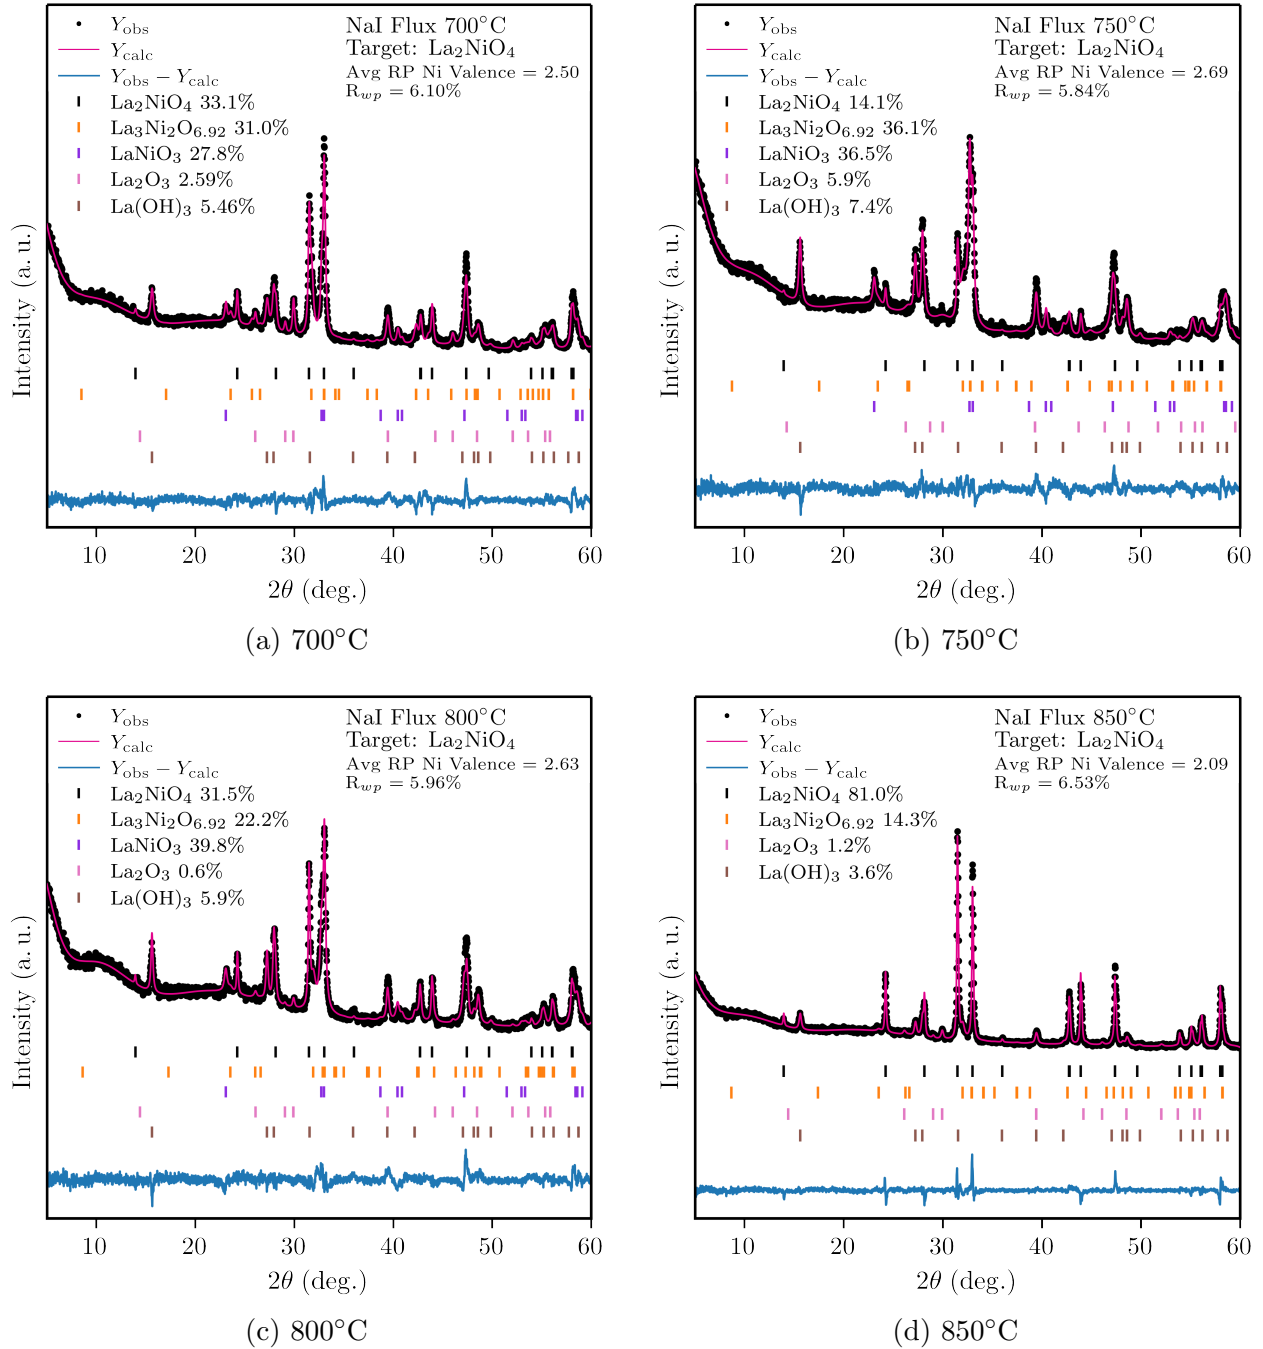 Y_obs
Y_calc
Y_obs − Y_calc
La₂NiO₄ 33.1%
La₃Ni₂O₆.₉₂ 31.0%
LaNiO₃ 27.8%
La₂O₃ 2.59%
La(OH)₃ 5.46%
NaI Flux 700°C
Target: La₂NiO₄
Avg RP Ni Valence = 2.50
R_wp = 6.10%
Intensity (a. u.)
10 20 30 40 50 60
2θ (deg.)
(a) 700°C
Y_obs
Y_calc
Y_obs − Y_calc
La₂NiO₄ 14.1%
La₃Ni₂O₆.₉₂ 36.1%
LaNiO₃ 36.5%
La₂O₃ 5.9%
La(OH)₃ 7.4%
NaI Flux 750°C
Target: La₂NiO₄
Avg RP Ni Valence = 2.69
R_wp = 5.84%
Intensity (a. u.)
10 20 30 40 50 60
2θ (deg.)
(b) 750°C
Y_obs
Y_calc
Y_obs − Y_calc
La₂NiO₄ 31.5%
La₃Ni₂O₆.₉₂ 22.2%
LaNiO₃ 39.8%
La₂O₃ 0.6%
La(OH)₃ 5.9%
NaI Flux 800°C
Target: La₂NiO₄
Avg RP Ni Valence = 2.63
R_wp = 5.96%
Intensity (a. u.)
10 20 30 40 50 60
2θ (deg.)
(c) 800°C
Y_obs
Y_calc
Y_obs − Y_calc
La₂NiO₄ 81.0%
La₃Ni₂O₆.₉₂ 14.3%
La₂O₃ 1.2%
La(OH)₃ 3.6%
NaI Flux 850°C
Target: La₂NiO₄
Avg RP Ni Valence = 2.09
R_wp = 6.53%
Intensity (a. u.)
10 20 30 40 50 60
2θ (deg.)
(d) 850°C